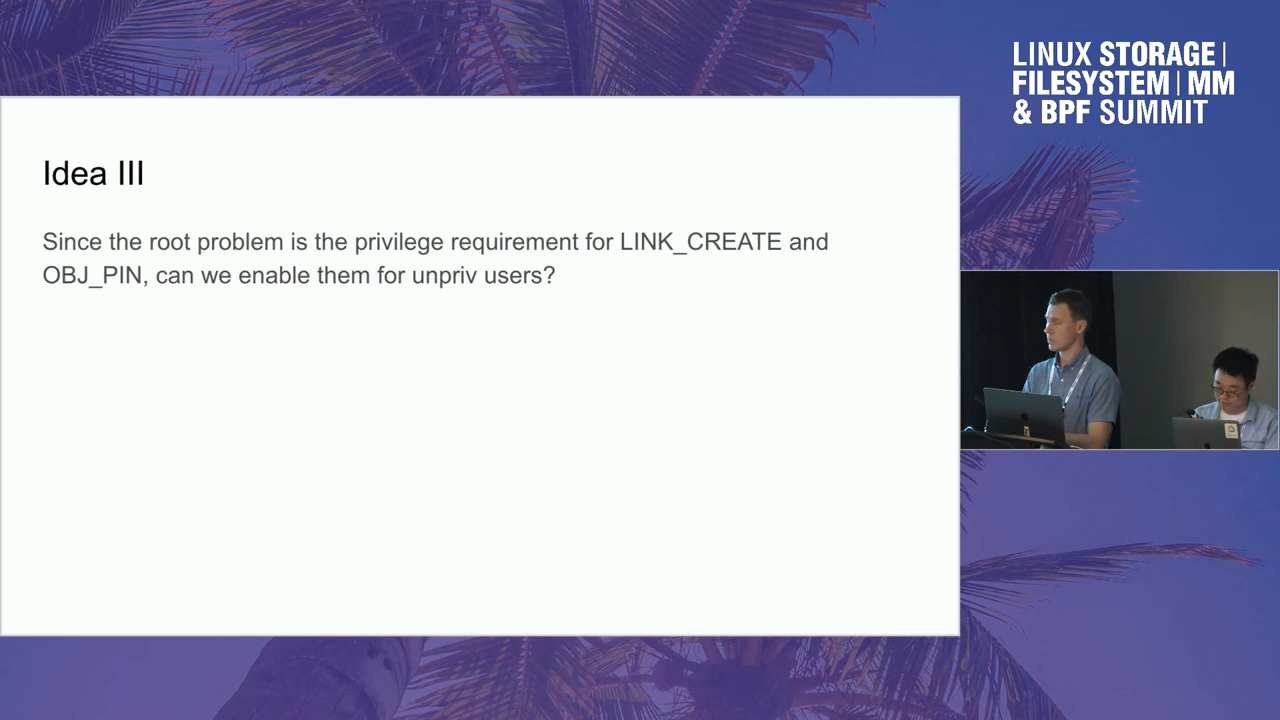 LINUX STORAGE |
FILESYSTEM | MM
& BPF SUMMIT
Idea III
Since the root problem is the privilege requirement for LINK_CREATE and
OBJ_PIN, can we enable them for unpriv users?